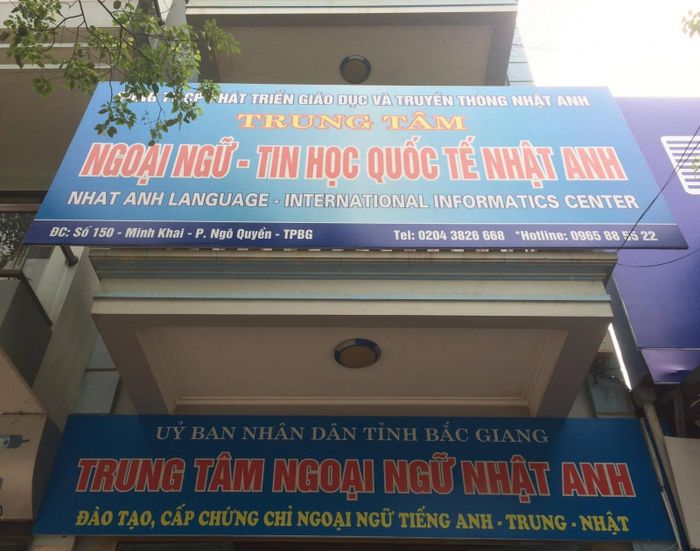 CP PHÁT TRIỂN GIÁO DỤC VÀ TRUYỀN THÔNG NHẬT ANH
TRUNG TÂM
NGOẠI NGỮ - TIN HỌC QUỐC TẾ NHẬT ANH
NHAT ANH LANGUAGE - INTERNATIONAL INFORMATICS CENTER
ĐC: Số 150 - Minh Khai - P. Ngô Quyền - TPBG
Tel: 0204 3826 668 *Hotline: 0965 88 55 22
UỶ BAN NHÂN DÂN TỈNH BẮC GIANG
TRUNG TÂM NGOẠI NGỮ NHẬT ANH
ĐÀO TẠO, CẤP CHỨNG CHỈ NGOẠI NGỮ TIẾNG ANH - TRUNG - NHẬT